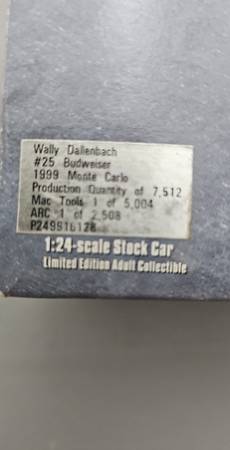 Wally Dallenbach
#25 Budweiser
1999 Monte Carlo
Production Quantity of 7,512
Mac Tools 1 of 5,004
ARC 1 of 2,508
P249916128
1:24-scale Stock Car
Limited Edition Adult Collectible